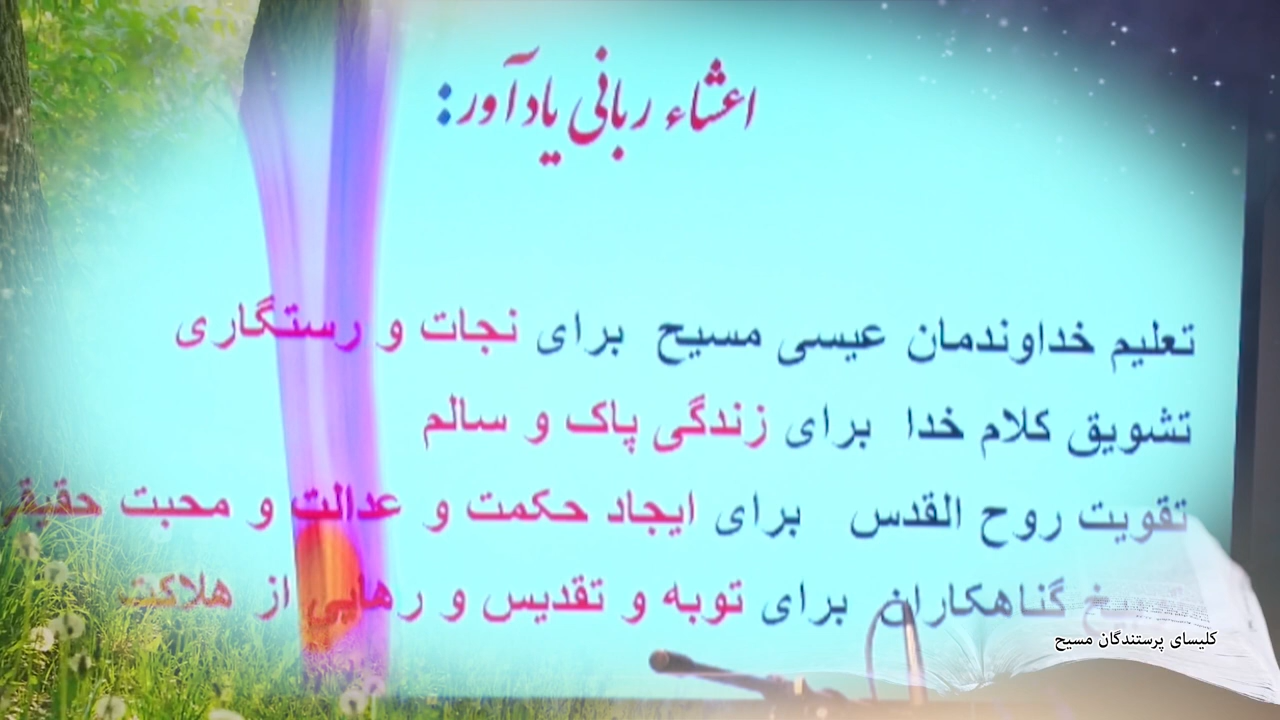 اعشاء ربانی یادآور:
تعلیم خداوندمان عیسی مسیح برای نجات و رستگاری
تشویق کلام خدا برای زندگی پاک و سالم
تقویت روح القدس برای ایجاد حکمت و عدالت و محبت
گناهکاران برای توبه و تقدیس و رهایی از هلاکت
کلیسای پرستندگان مسیح